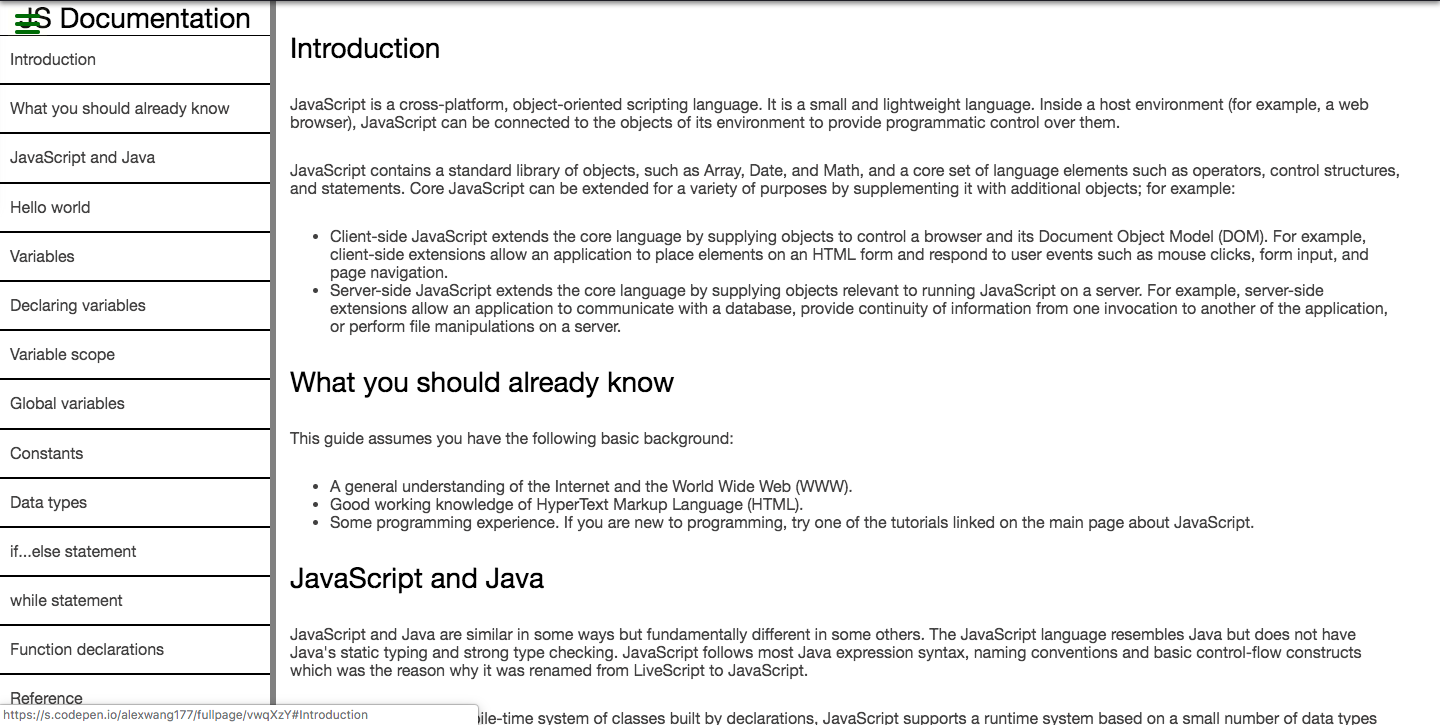 JS Documentation
Introduction
What you should already know
JavaScript and Java
Hello world
Variables
Declaring variables
Variable scope
Global variables
Constants
Data types
if...else statement
while statement
Function declarations
Reference
https://s.codepen.io/alexwang177/fullpage/vwqXzY#Introduction
Introduction
JavaScript is a cross-platform, object-oriented scripting language. It is a small and lightweight language. Inside a host environment (for example, a web
browser), JavaScript can be connected to the objects of its environment to provide programmatic control over them.
JavaScript contains a standard library of objects, such as Array, Date, and Math, and a core set of language elements such as operators, control structures,
and statements. Core JavaScript can be extended for a variety of purposes by supplementing it with additional objects; for example:
• Client-side JavaScript extends the core language by supplying objects to control a browser and its Document Object Model (DOM). For example,
client-side extensions allow an application to place elements on an HTML form and respond to user events such as mouse clicks, form input, and
page navigation.
• Server-side JavaScript extends the core language by supplying objects relevant to running JavaScript on a server. For example, server-side
extensions allow an application to communicate with a database, provide continuity of information from one invocation to another of the application,
or perform file manipulations on a server.
What you should already know
This guide assumes you have the following basic background:
• A general understanding of the Internet and the World Wide Web (WWW).
• Good working knowledge of HyperText Markup Language (HTML).
• Some programming experience. If you are new to programming, try one of the tutorials linked on the main page about JavaScript.
JavaScript and Java
JavaScript and Java are similar in some ways but fundamentally different in some others. The JavaScript language resembles Java but does not have
Java's static typing and strong type checking. JavaScript follows most Java expression syntax, naming conventions and basic control-flow constructs
which was the reason why it was renamed from LiveScript to JavaScript.
system of classes built by declarations, JavaScript supports a runtime system based on a small number of data types